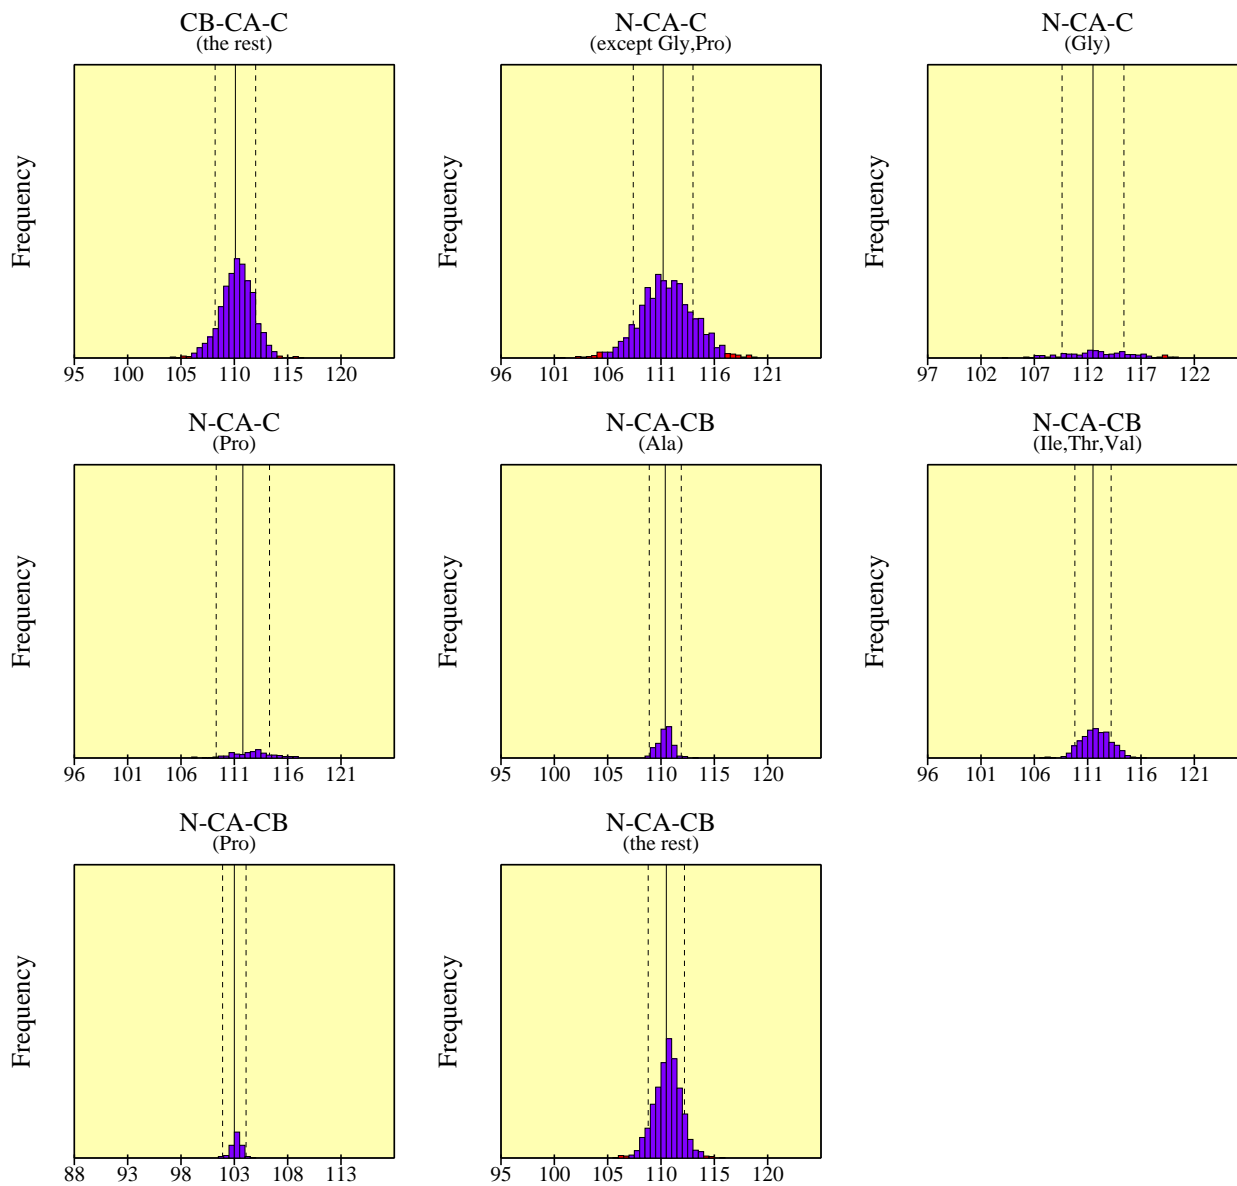 CB-CA-C
(the rest)
Frequency
95 100 105 110 115 120
N-CA-C
(except Gly,Pro)
Frequency
96 101 106 111 116 121
N-CA-C
(Gly)
Frequency
97 102 107 112 117 122
N-CA-C
(Pro)
Frequency
96 101 106 111 116 121
N-CA-CB
(Ala)
Frequency
95 100 105 110 115 120
N-CA-CB
(Ile,Thr,Val)
Frequency
96 101 106 111 116 121
N-CA-CB
(Pro)
Frequency
88 93 98 103 108 113
N-CA-CB
(the rest)
Frequency
95 100 105 110 115 120